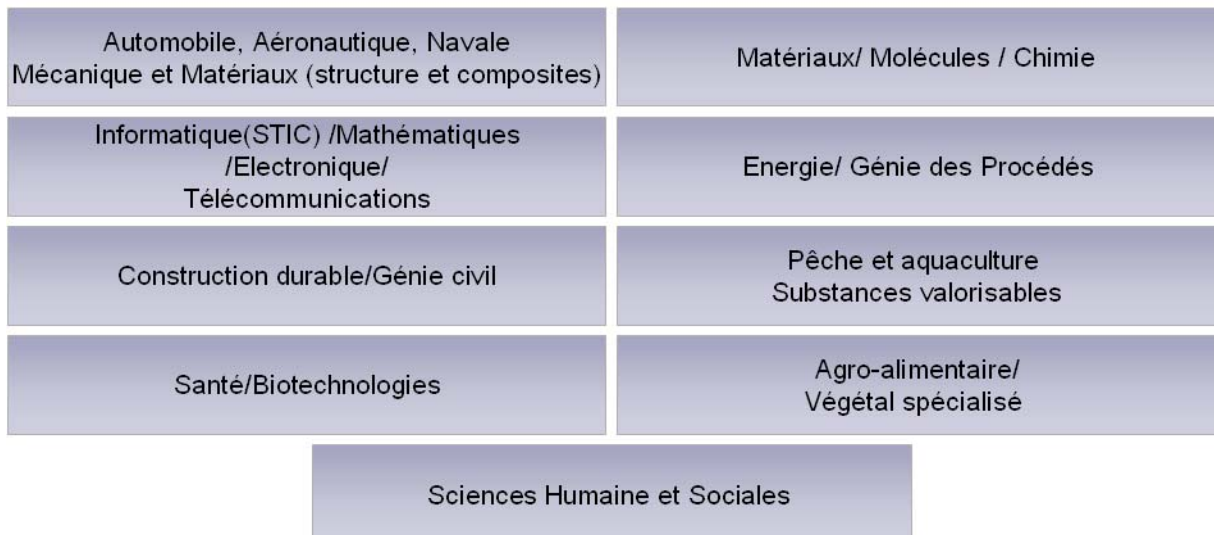 Automobile, Aéronautique, Navale
Mécanique et Matériaux (structure et composites)
Matériaux/ Molécules / Chimie
Informatique(STIC) /Mathématiques
/Electronique/
Télécommunications
Energie/ Génie des Procédés
Construction durable/Génie civil
Pêche et aquaculture
Substances valorisables
Santé/Biotechnologies
Agro-alimentaire/
Végétal spécialisé
Sciences Humaine et Sociales